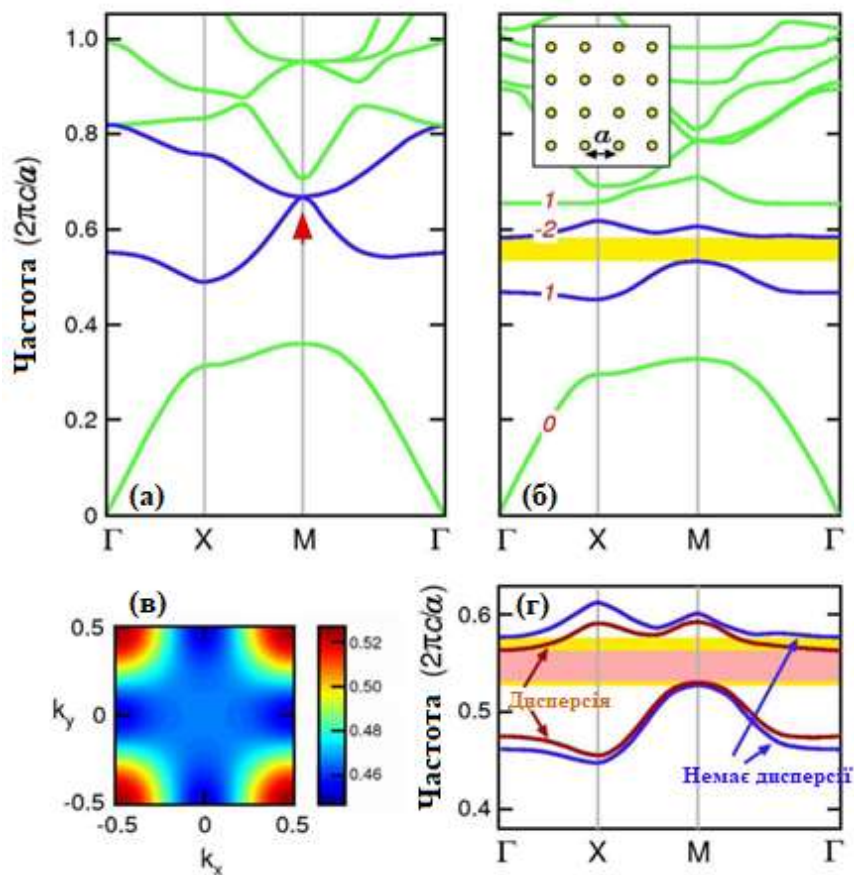 Частота (2πc/a)
1.0
0.8
0.6
0.4
0.2
0
(а)
Γ X M Γ
a
1
-2
1
0
(б)
Γ X M Γ
(в)
0.5
0
-0.5
k_y
-0.5 0 0.5
k_x
0.52
0.50
0.48
0.46
Частота (2πc/a)
(г)
0.6
0.5
0.4
Дисперсія
Немає дисперсії
Γ X M Γ